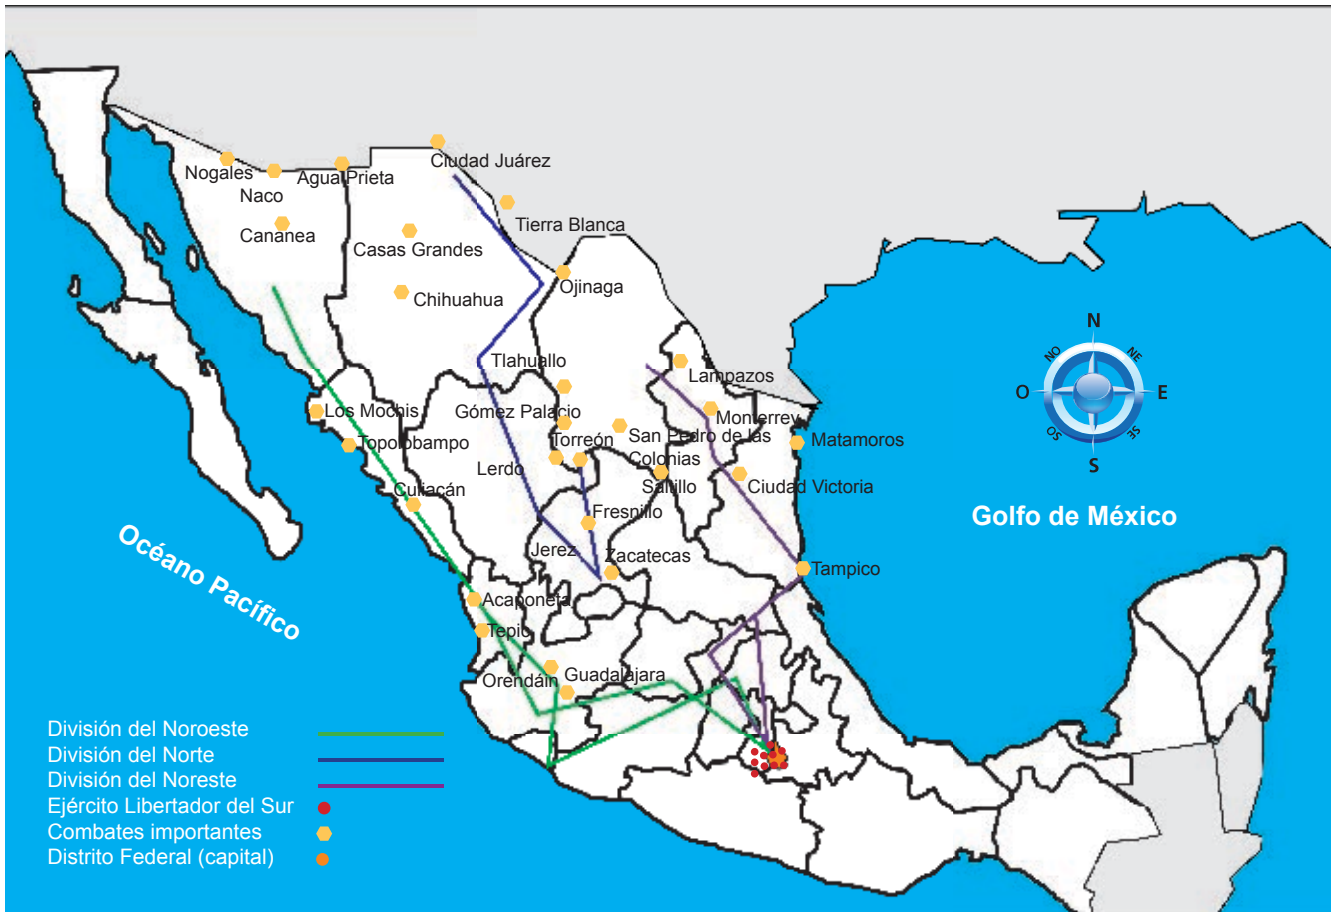 Ciudad Juárez
Nogales
Agua Prieta
Naco
Tierra Blanca
Cananea
Casas Grandes
Ojinaga
Chihuahua
N
NO
NE
O
E
SO
SE
S
Tlahuallo
Lampazos
Los Mochis
Gómez Palacio
Monterrey
Topolobampo
Torreón
San Pedro de las
Colonias
Matamoros
Lerdo
Saltillo
Ciudad Victoria
Culiacán
Fresnillo
Golfo de México
Jerez
Zacatecas
Océano Pacífico
Tampico
Acaponeta
Tepic
Orendáin
Guadalajara
División del Noroeste
División del Norte
División del Noreste
Ejército Libertador del Sur
Combates importantes
Distrito Federal (capital)